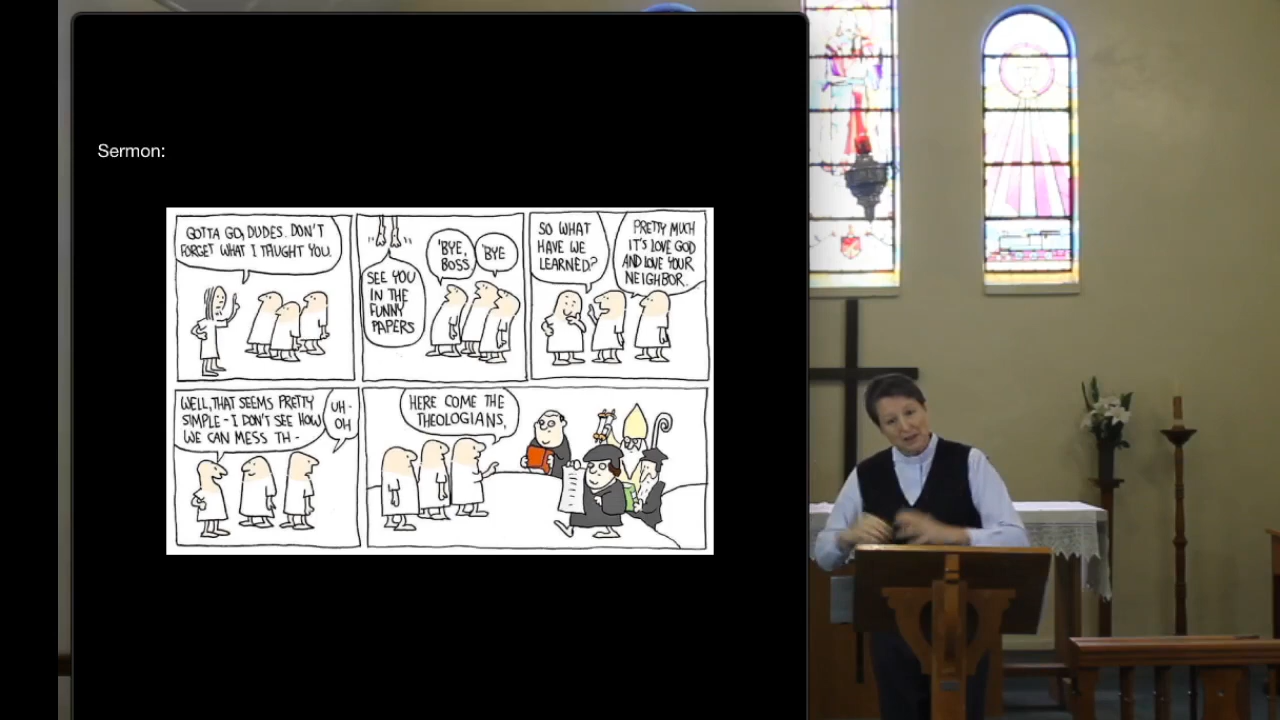 Sermon:
GOTTA GO, DUDES. DON'T
FORGET WHAT I TAUGHT YOU.
SEE YOU
IN THE
FUNNY
PAPERS
'BYE,
BOSS
'BYE
SO WHAT
HAVE WE
LEARNED?
PRETTY MUCH
IT'S LOVE GOD
AND LOVE YOUR
NEIGHBOR.
WELL, THAT SEEMS PRETTY
SIMPLE - I DON'T SEE HOW
WE CAN MESS TH -
UH-
OH
HERE COME THE
THEOLOGIANS,